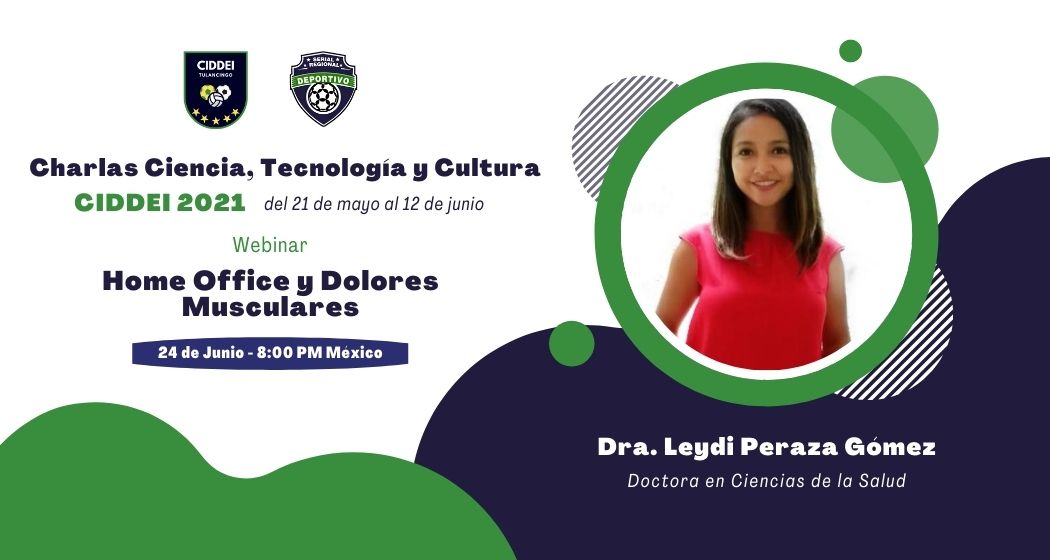 CIDDEI
TULANCINGO
SERIAL
REGIONAL
DEPORTIVO
Charlas Ciencia, Tecnología y Cultura
CIDDEI 2021 del 21 de mayo al 12 de junio
Webinar
Home Office y Dolores
Musculares
24 de Junio - 8:00 PM México
Dra. Leydi Peraza Gómez
Doctora en Ciencias de la Salud